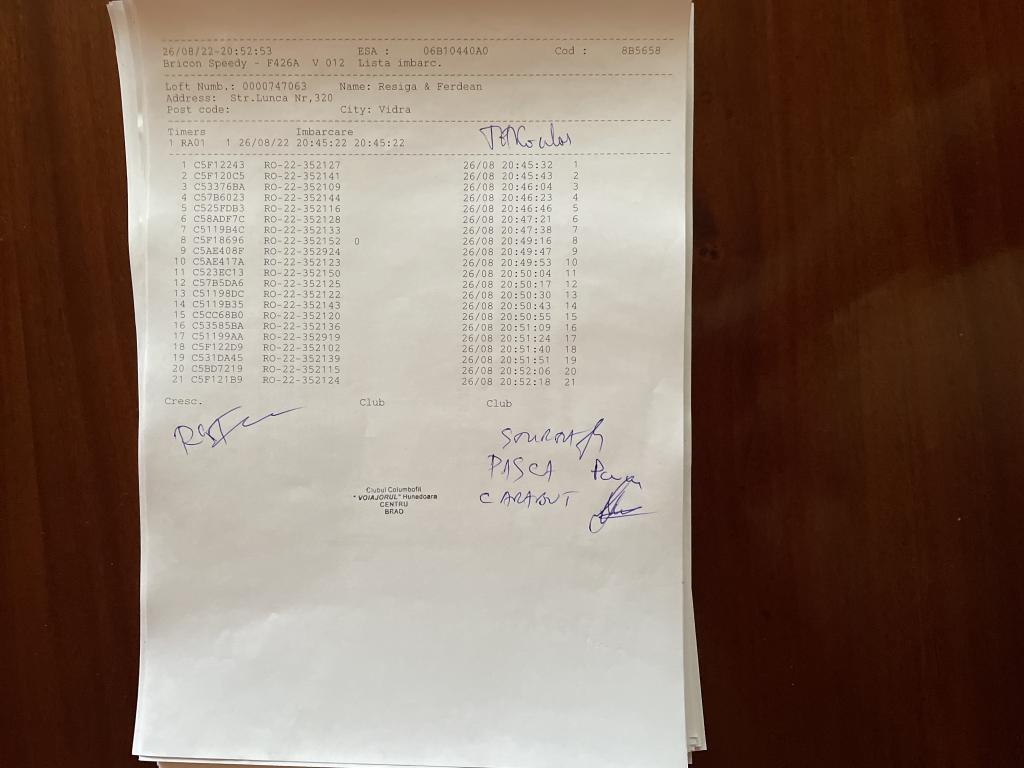 26/08/22-20:52:53 ESA : 06B10440A0 Cod : 8B5658
Bricon Speedy - F426A V 012 Lista imbarc.
Loft Numb.: 0000747063 Name: Resiga & Ferdean
Address: Str.Lunca Nr,320
Post code: City: Vidra
Timers Imbarcare
1 RA01 1 26/08/22 20:45:22 20:45:22
1 C5F12243 RO-22-352127 26/08 20:45:32 1
2 C5F120C5 RO-22-352141 26/08 20:45:43 2
3 C53376BA RO-22-352109 26/08 20:46:04 3
4 C57B6023 RO-22-352144 26/08 20:46:23 4
5 C525FDB3 RO-22-352116 26/08 20:46:46 5
6 C58ADF7C RO-22-352128 26/08 20:47:21 6
7 C5119B4C RO-22-352133 26/08 20:47:38 7
8 C5F18696 RO-22-352152 0 26/08 20:49:16 8
9 C5AE408F RO-22-352924 26/08 20:49:47 9
10 C5AE417A RO-22-352123 26/08 20:49:53 10
11 C523EC13 RO-22-352150 26/08 20:50:04 11
12 C57B5DA6 RO-22-352125 26/08 20:50:17 12
13 C51198DC RO-22-352122 26/08 20:50:30 13
14 C5119B35 RO-22-352143 26/08 20:50:43 14
15 C5CC68B0 RO-22-352120 26/08 20:50:55 15
16 C53585BA RO-22-352136 26/08 20:51:09 16
17 C51199AA RO-22-352919 26/08 20:51:24 17
18 C5F122D9 RO-22-352102 26/08 20:51:40 18
19 C531DA45 RO-22-352139 26/08 20:51:51 19
20 C5BD7219 RO-22-352115 26/08 20:52:06 20
21 C5F121B9 RO-22-352124 26/08 20:52:18 21
Cresc. Club Club
PASCA
CARABUT
Clubul Columbofil
"VOIAJORUL" Hunedoara
CENTRU
BRAD